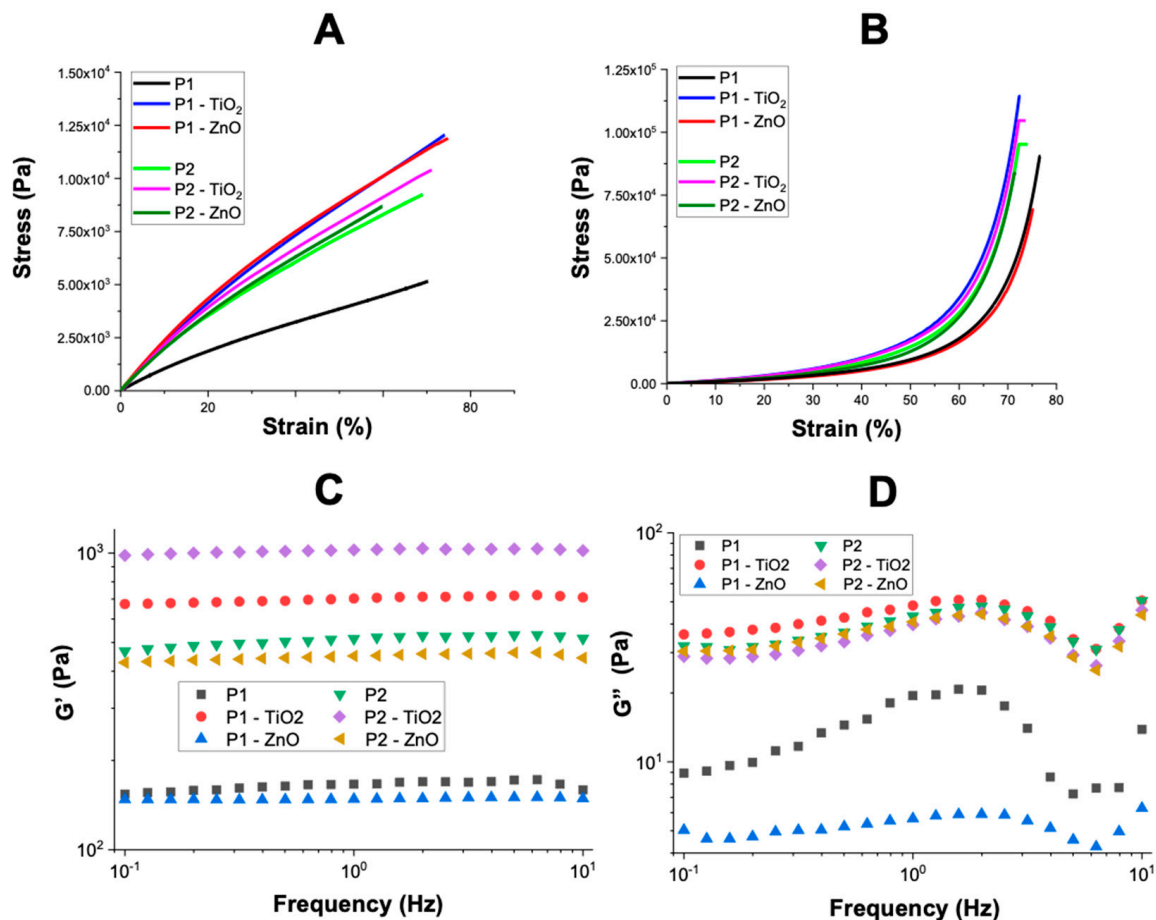 A
1.50x10⁴
1.25x10⁴
1.00x10⁴
7.50x10³
5.00x10³
2.50x10³
0.00
0
20
80
Stress (Pa)
Strain (%)
P1
P1 - TiO₂
P1 - ZnO
P2
P2 - TiO₂
P2 - ZnO
B
1.25x10⁵
1.00x10⁵
7.50x10⁴
5.00x10⁴
2.50x10⁴
0.00
0 10 20 30 40 50 60 70 80
Stress (Pa)
Strain (%)
P1
P1 - TiO₂
P1 - ZnO
P2
P2 - TiO₂
P2 - ZnO
C
10³
10²
10⁻¹ 10⁰ 10¹
G' (Pa)
Frequency (Hz)
P1 P2
P1 - TiO2 P2 - TiO2
P1 - ZnO P2 - ZnO
D
10²
10¹
10⁻¹ 10⁰ 10¹
G" (Pa)
Frequency (Hz)
P1 P2
P1 - TiO2 P2 - TiO2
P1 - ZnO P2 - ZnO